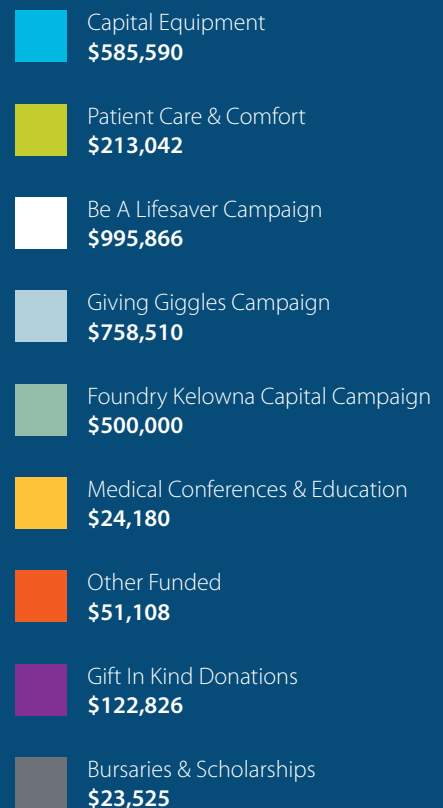 Capital Equipment
$585,590
Patient Care & Comfort
$213,042
Be A Lifesaver Campaign
$995,866
Giving Giggles Campaign
$758,510
Foundry Kelowna Capital Campaign
$500,000
Medical Conferences & Education
$24,180
Other Funded
$51,108
Gift In Kind Donations
$122,826
Bursaries & Scholarships
$23,525